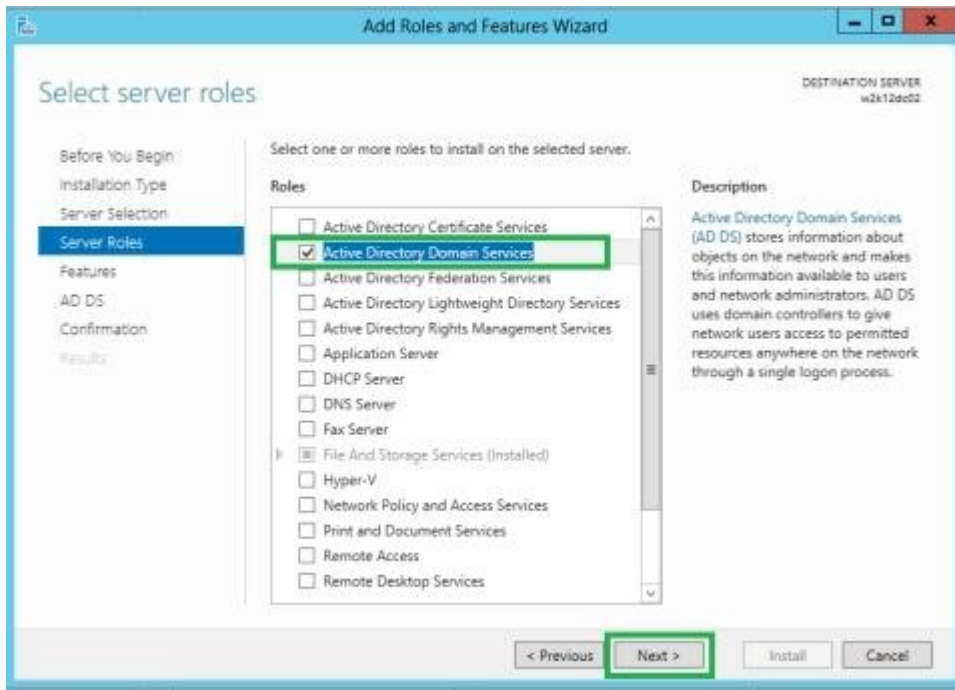 Add Roles and Features Wizard
Select server roles
DESTINATION SERVER
w2k12dc02
Before You Begin
Installation Type
Server Selection
Server Roles
Features
AD DS
Confirmation
Results
Select one or more roles to install on the selected server.
Roles
Active Directory Certificate Services
Active Directory Domain Services
Active Directory Federation Services
Active Directory Lightweight Directory Services
Active Directory Rights Management Services
Application Server
DHCP Server
DNS Server
Fax Server
File And Storage Services (Installed)
Hyper-V
Network Policy and Access Services
Print and Document Services
Remote Access
Remote Desktop Services
Description
Active Directory Domain Services
(AD DS) stores information about
objects on the network and makes
this information available to users
and network administrators. AD DS
uses domain controllers to give
network users access to permitted
resources anywhere on the network
through a single logon process.
< Previous
Next >
Install
Cancel